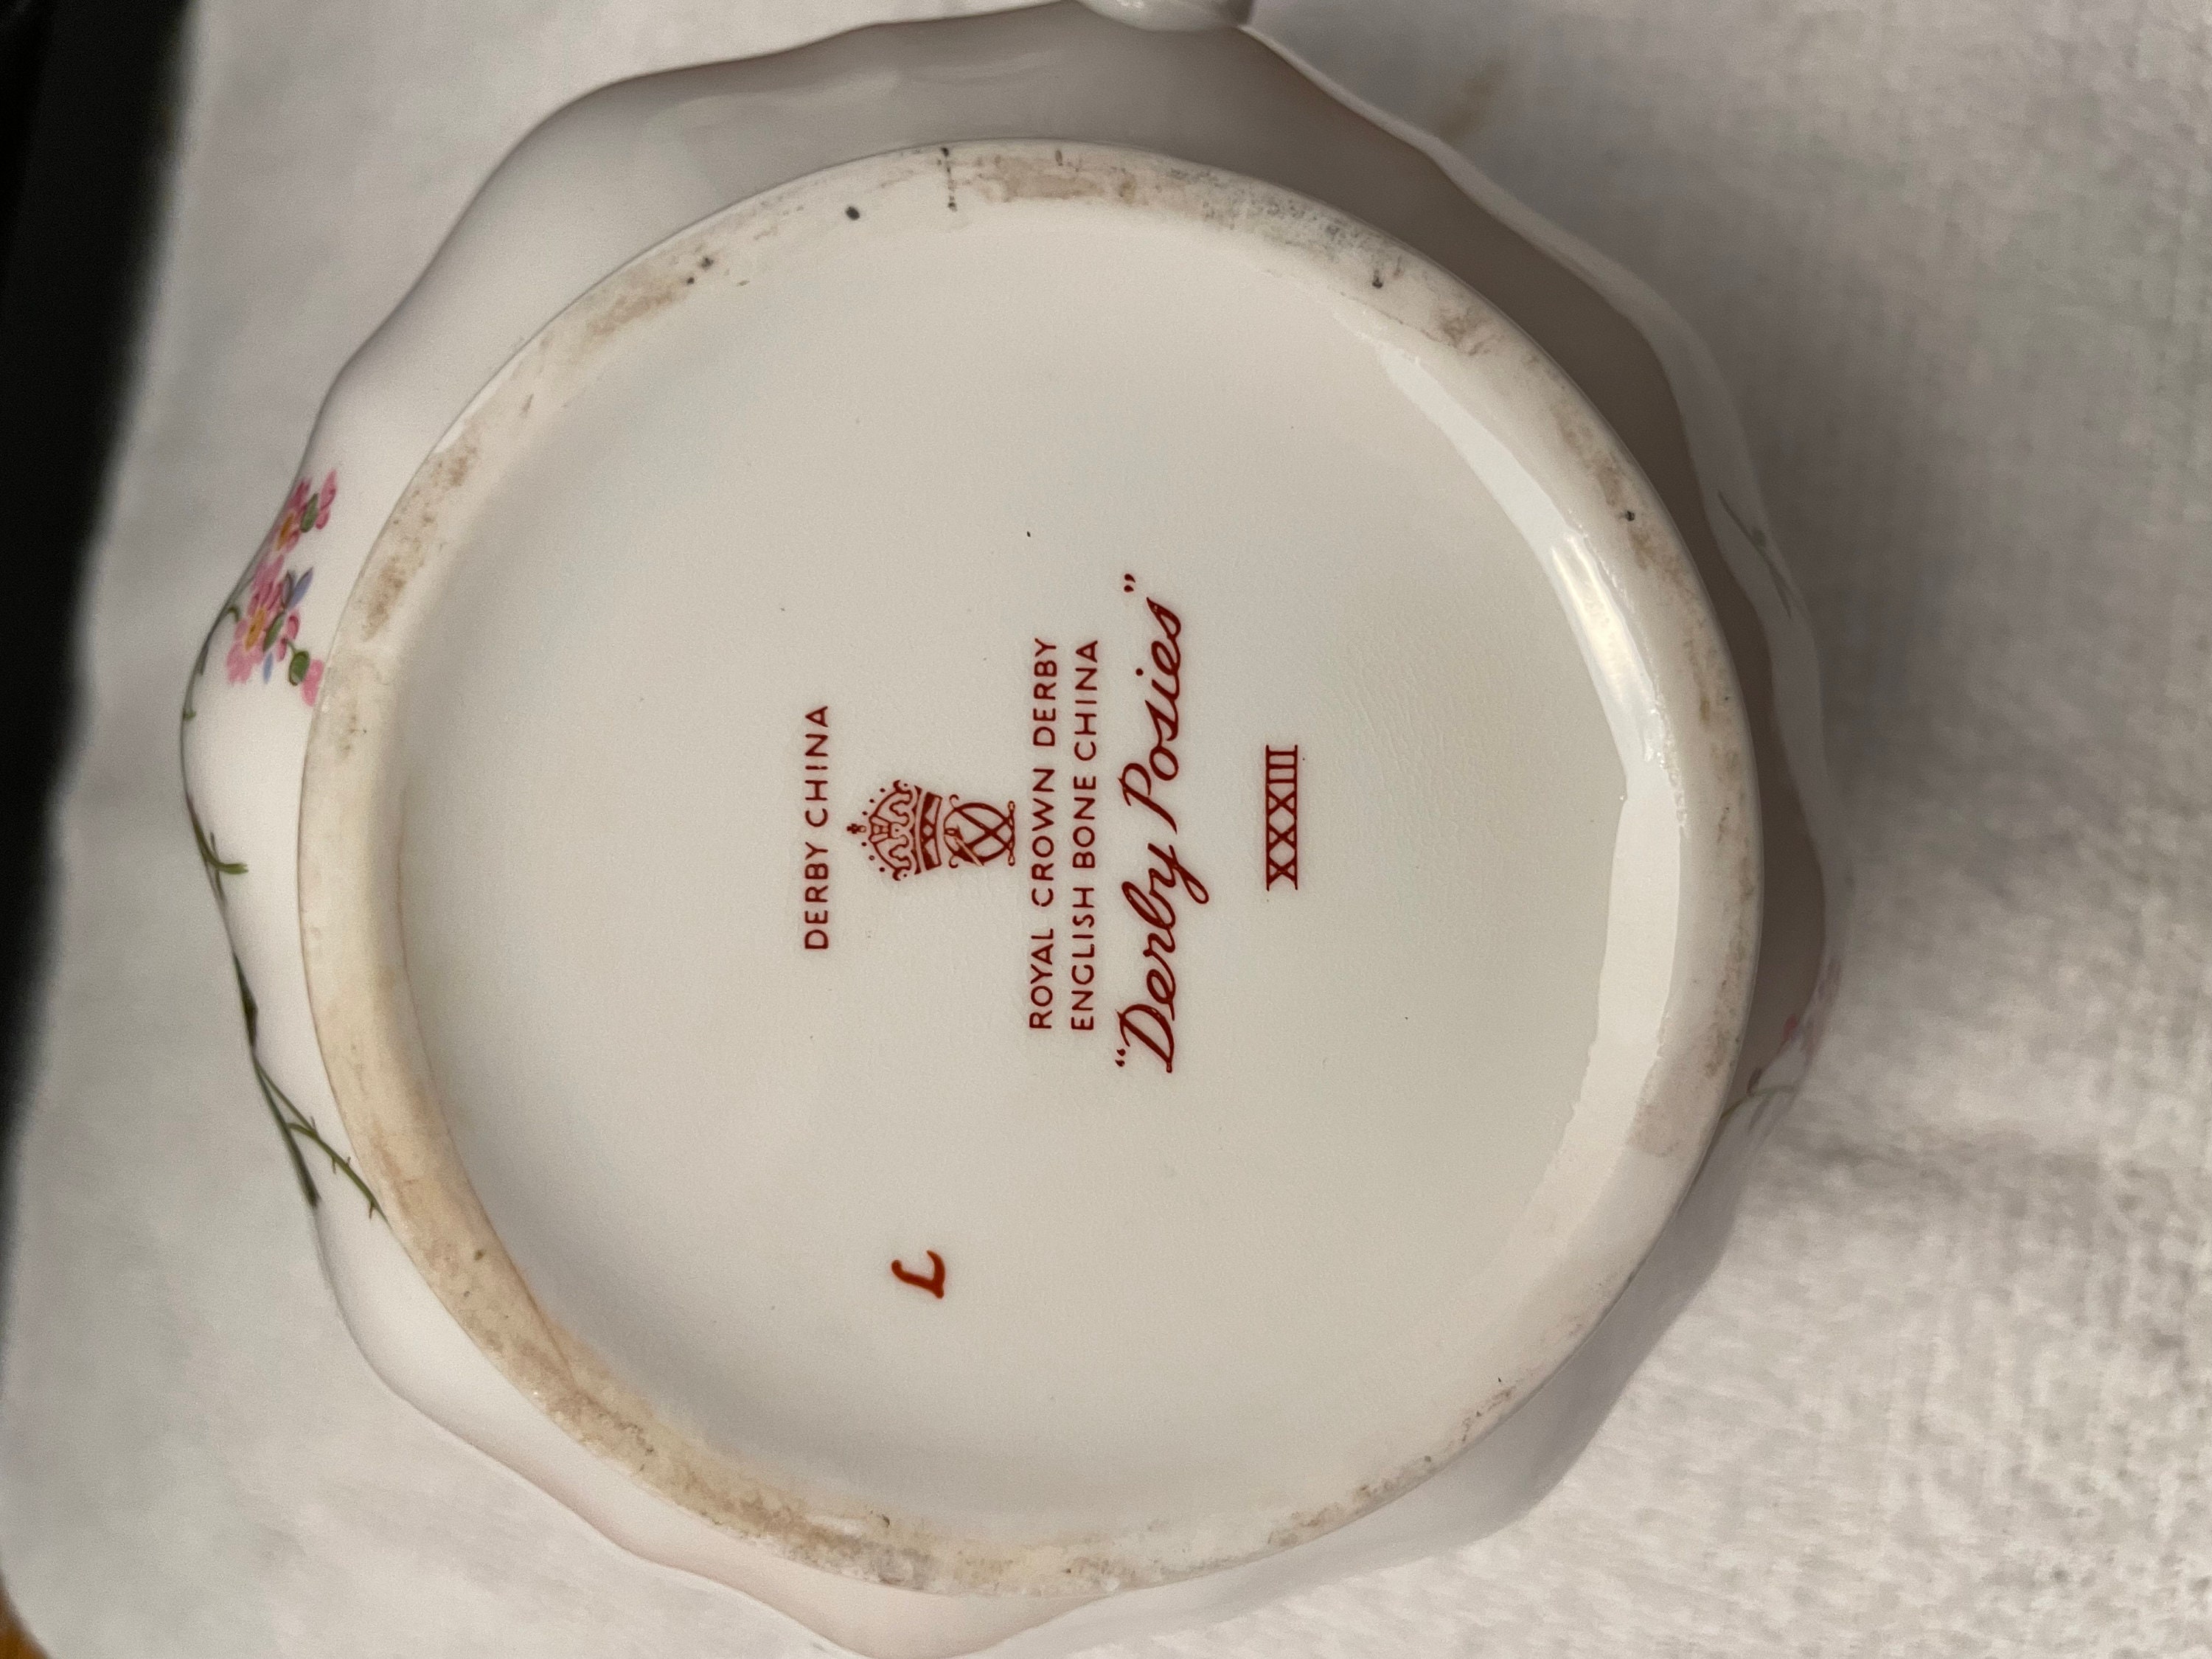 DERBY CHINA
ROYAL CROWN DERBY
ENGLISH BONE CHINA
"Derby Posies"
XXXIII
L